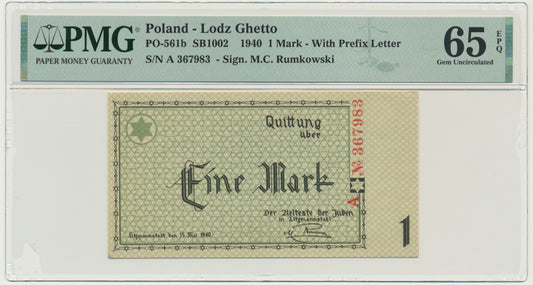 PMG
PAPER MONEY GUARANTY
Poland - Lodz Ghetto
PO-561b SB1002 1940 1 Mark - With Prefix Letter
S/N A 367983 - Sign. M.C. Rumkowski
65 EPQ
Gem Uncirculated
Quittung
über
Eine Mark
Der Aelteste der Juden
in Litzmannstadt
Litzmannstadt, den 15. Mai 1940
A № 367983
1